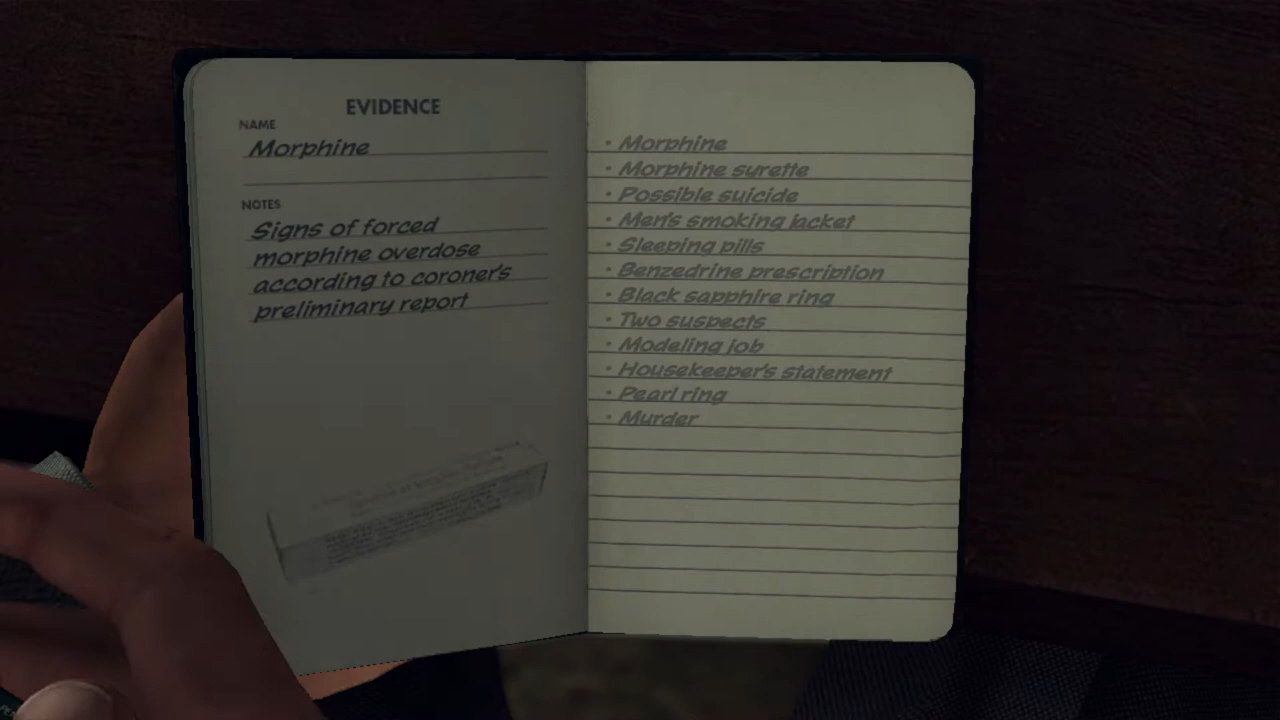 EVIDENCE
NAME
Morphine
NOTES
Signs of forced
morphine overdose
according to coroner's
preliminary report
• Morphine
• Morphine syrette
• Possible suicide
• Men's smoking jacket
• Sleeping pills
• Benzedrine prescription
• Black sapphire ring
• Two suspects
• Modeling job
• Housekeeper's statement
• Pearl ring
• Murder